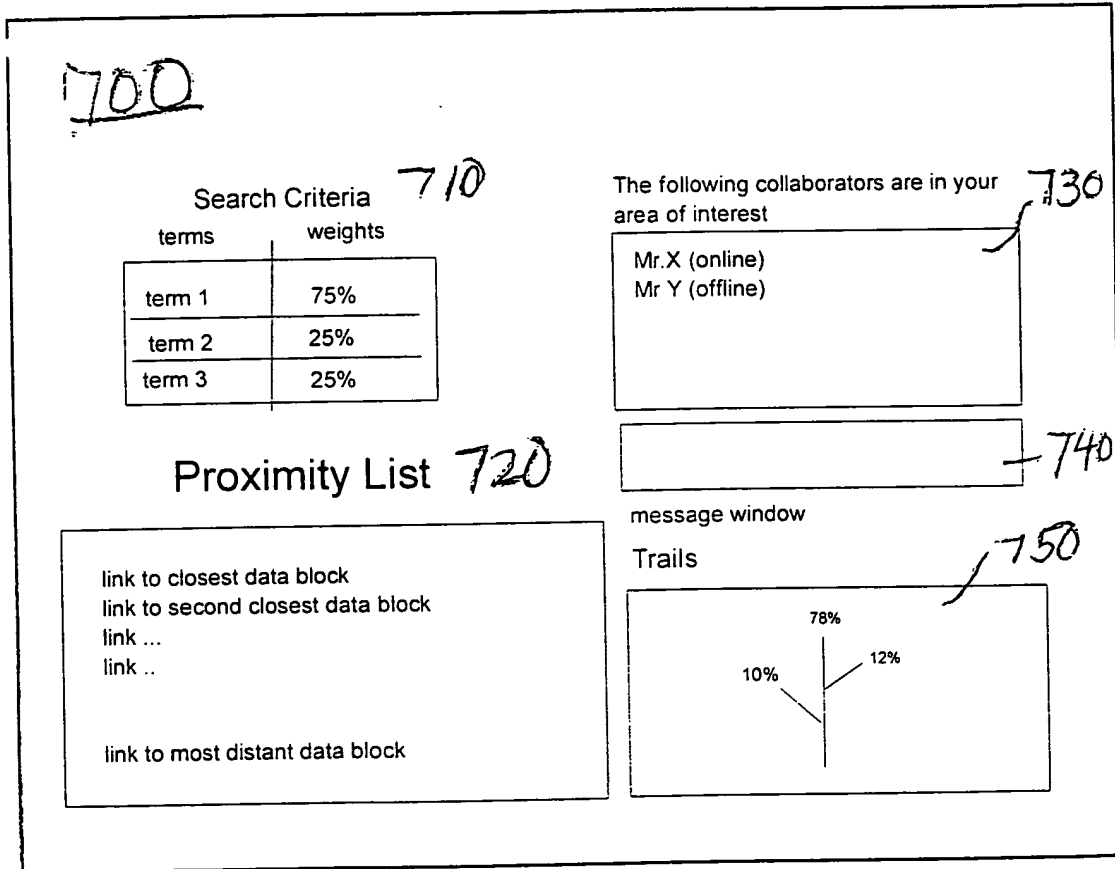 700
Search Criteria 710
terms weights
term 1 75%
term 2 25%
term 3 25%
Proximity List 720
link to closest data block
link to second closest data block
link ...
link ..
link to most distant data block
The following collaborators are in your 730
area of interest
Mr.X (online)
Mr Y (offline)
740
message window
Trails 750
78%
10% 12%